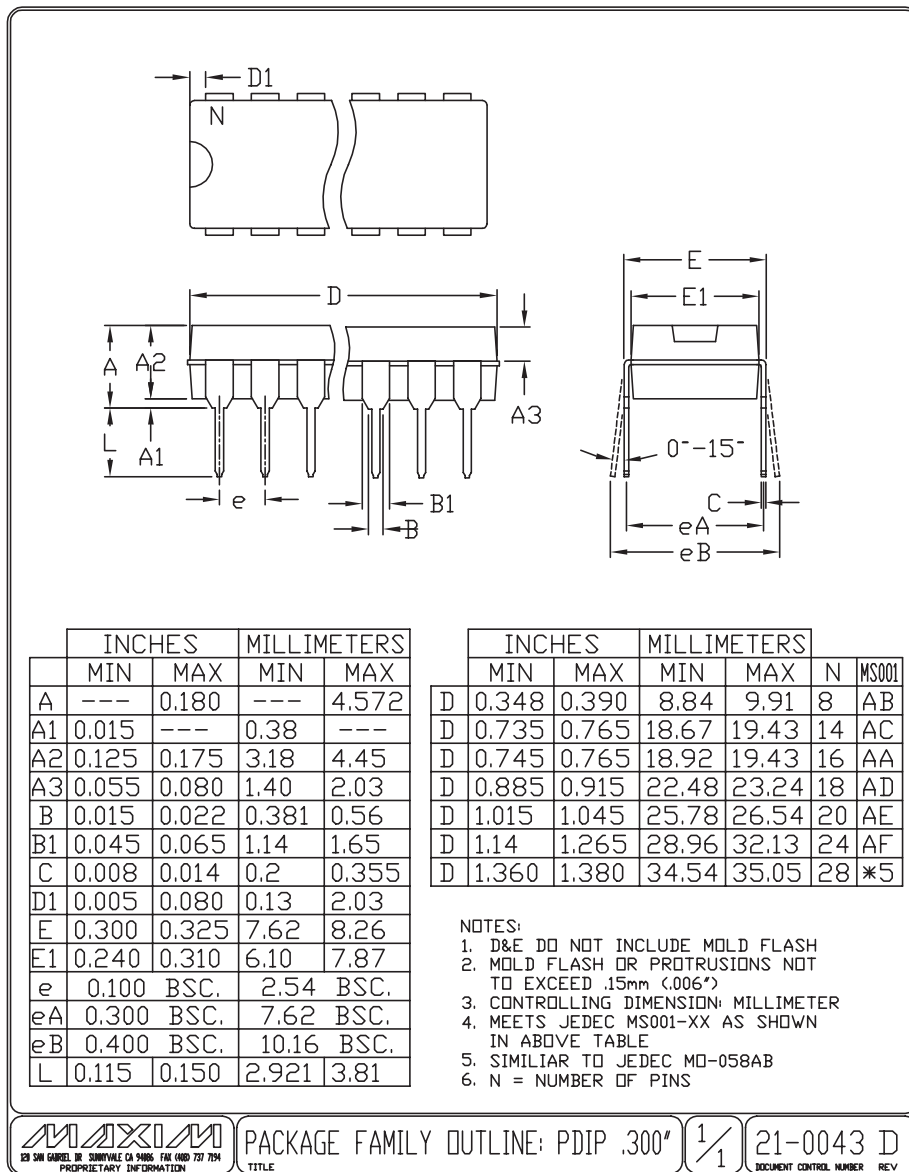 D1
N
D
E
E1
A
A2
A3
L
A1
0°-15°
e
B1
B
C
eA
eB
INCHES MILLIMETERS
MIN MAX MIN MAX
A --- 0.180 --- 4.572
A1 0.015 --- 0.38 ---
A2 0.125 0.175 3.18 4.45
A3 0.055 0.080 1.40 2.03
B 0.015 0.022 0.381 0.56
B1 0.045 0.065 1.14 1.65
C 0.008 0.014 0.2 0.355
D1 0.005 0.080 0.13 2.03
E 0.300 0.325 7.62 8.26
E1 0.240 0.310 6.10 7.87
e 0.100 BSC. 2.54 BSC.
eA 0.300 BSC. 7.62 BSC.
eB 0.400 BSC. 10.16 BSC.
L 0.115 0.150 2.921 3.81
INCHES MILLIMETERS
MIN MAX MIN MAX N MS001
D 0.348 0.390 8.84 9.91 8 AB
D 0.735 0.765 18.67 19.43 14 AC
D 0.745 0.765 18.92 19.43 16 AA
D 0.885 0.915 22.48 23.24 18 AD
D 1.015 1.045 25.78 26.54 20 AE
D 1.14 1.265 28.96 32.13 24 AF
D 1.360 1.380 34.54 35.05 28 *5
NOTES:
1. D&E DO NOT INCLUDE MOLD FLASH
2. MOLD FLASH OR PROTRUSIONS NOT
TO EXCEED .15mm (.006")
3. CONTROLLING DIMENSION: MILLIMETER
4. MEETS JEDEC MS001-XX AS SHOWN
IN ABOVE TABLE
5. SIMILIAR TO JEDEC MO-058AB
6. N = NUMBER OF PINS
MAXIM
120 SAN GABRIEL DR SUNNYVALE CA 94086 FAX (408) 737 7194
PROPRIETARY INFORMATION
PACKAGE FAMILY OUTLINE: PDIP .300"
TITLE
1/1
21-0043 D
DOCUMENT CONTROL NUMBER REV